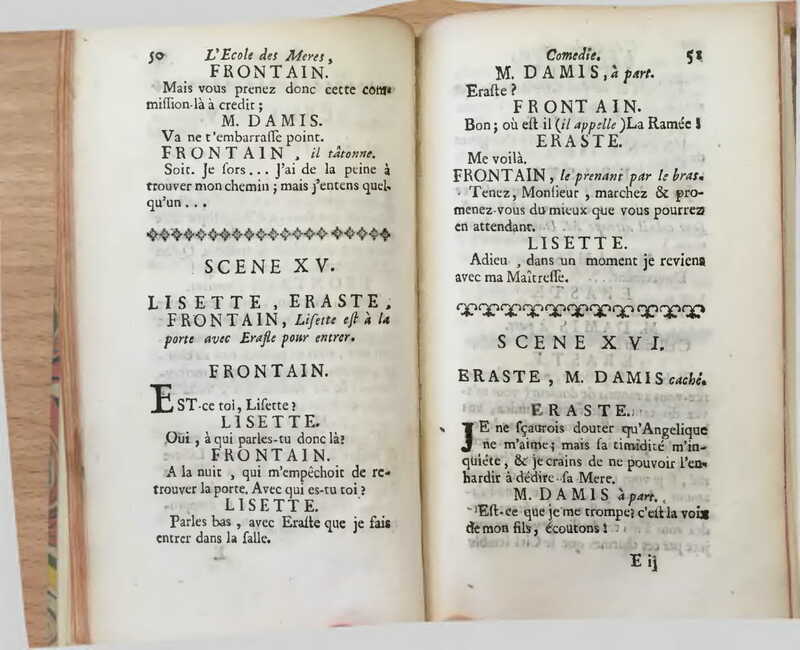 50 L'Ecole des Meres,
FRONTAIN.
Mais vous prenez donc cette com-
miſſion-là à credit ;
M. DAMIS.
Va ne t'embarraſſe point.
FRONTAIN , il tâtonne.
Soit. Je ſors... J'ai de la peine à
trouver mon chemin ; mais j'entens quel-
qu'un ...
SCENE XV.
LISETTE , ERASTE ,
FRONTAIN, Liſette eſt à la
porte avec Eraſte pour entrer.
FRONTAIN.
EST-ce toi, Liſette ?
LISETTE.
Oui , à qui parles-tu donc là?
FRONTAIN.
A la nuit , qui m'empêchoit de re-
trouver la porte. Avec qui es-tu toi ?
LISETTE.
Parles bas , avec Eraſte que je fais
entrer dans la ſalle.
Comedie. 51
M. DAMIS, à part.
Eraſte ?
FRONTAIN.
Bon ; où eſt il (il appelle )La Ramée !
ERASTE.
Me voilà.
FRONTAIN, le prenant par le bras.
Tenez, Monſieur , marchez & pro-
menez-vous du mieux que vous pourrez
en attendant.
LISETTE.
Adieu , dans un moment je reviens
avec ma Maîtreſſe.
SCENE XVI.
ERASTE , M. DAMIS caché.
ERASTE.
JE ne ſçaurois douter qu'Angelique
ne m'aime ; mais ſa timidité m'in-
quiéte , & je crains de ne pouvoir l'en-
hardir à dédire ſa Mere.
M. DAMIS à part.
Eſt-ce que je me trompe? c'eſt la voix
de mon fils, écoutons !
E ij